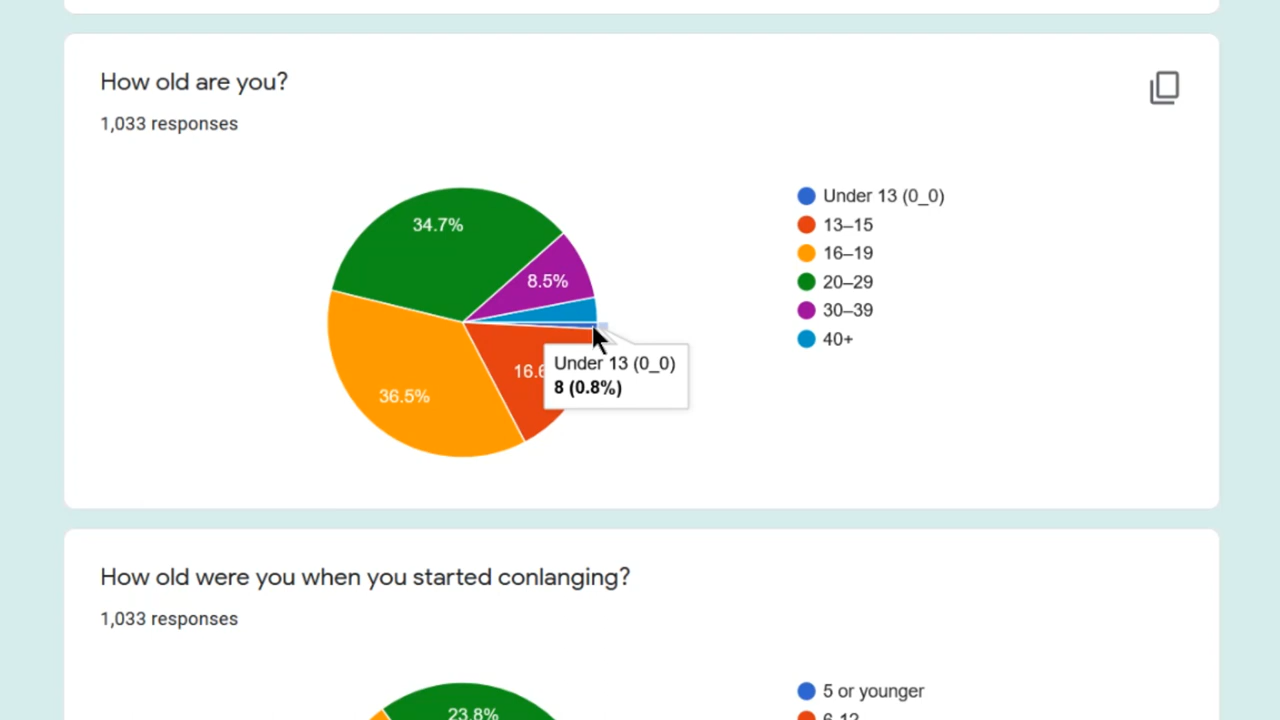 How old are you?
1,033 responses
34.7%
8.5%
36.5%
Under 13 (0_0)
8 (0.8%)
Under 13 (0_0)
13–15
16–19
20–29
30–39
40+
How old were you when you started conlanging?
1,033 responses
23.8%
5 or younger